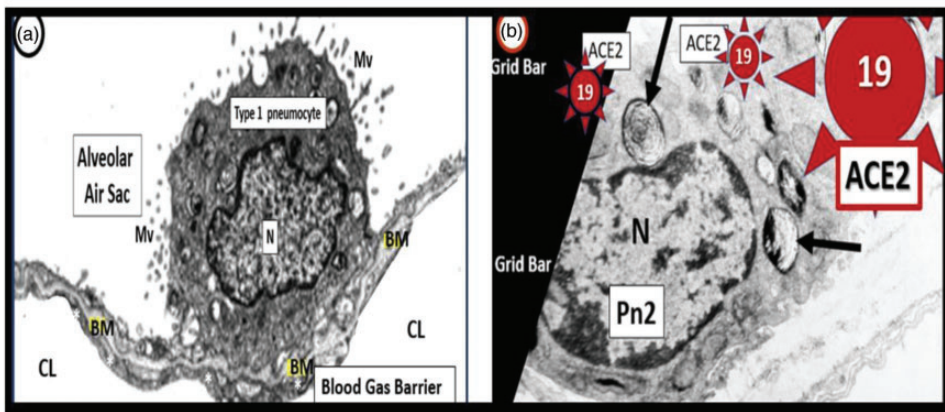 (a)
Mv
Type 1 pneumocyte
Alveolar
Air Sac
Mv
N
BM
BM
BM
CL
CL
Blood Gas Barrier
(b)
ACE2
ACE2
Grid Bar
19
19
19
ACE2
N
Grid Bar
Pn2